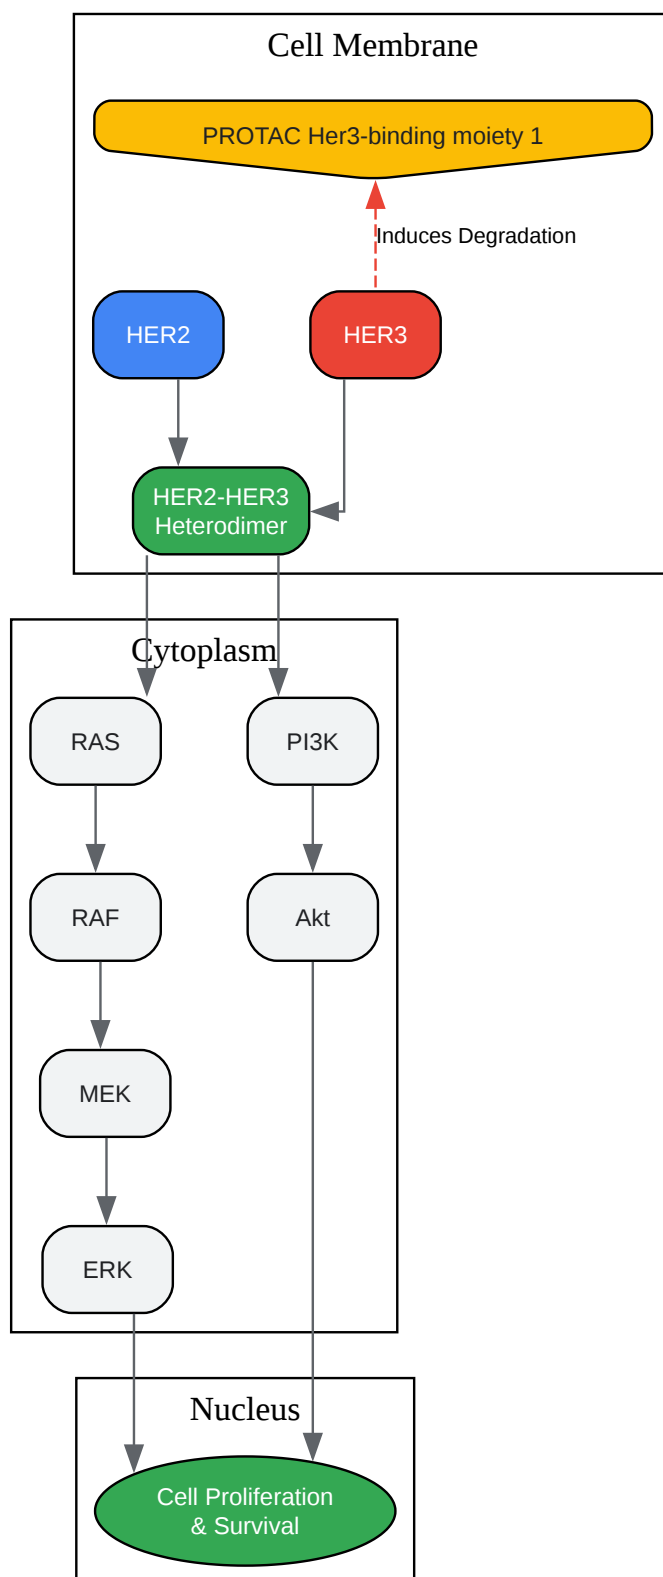 Cell Membrane
PROTAC Her3-binding moiety 1
Induces Degradation
HER2
HER3
HER2-HER3
Heterodimer
Cytoplasm
RAS
PI3K
RAF
Akt
MEK
ERK
Nucleus
Cell Proliferation
& Survival